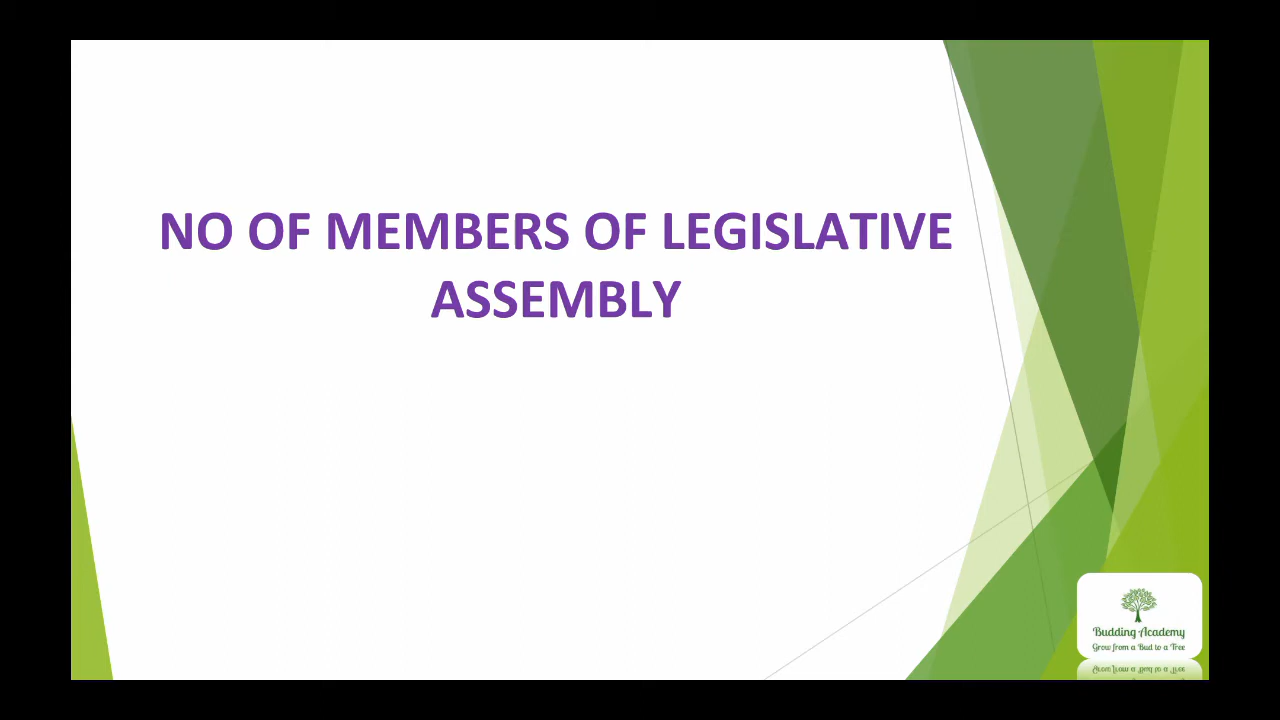 NO OF MEMBERS OF LEGISLATIVE
ASSEMBLY
Budding Academy
Grow from a Bud to a Tree